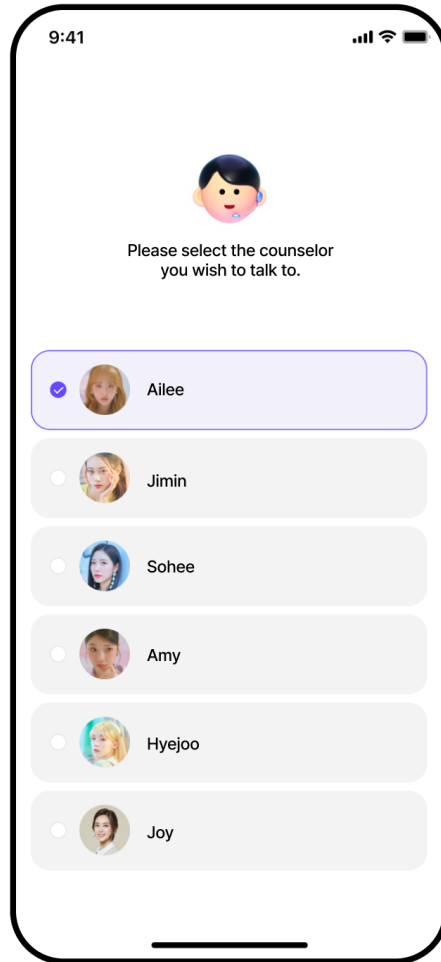 9:41
Please select the counselor
you wish to talk to.
Ailee
Jimin
Sohee
Amy
Hyejoo
Joy